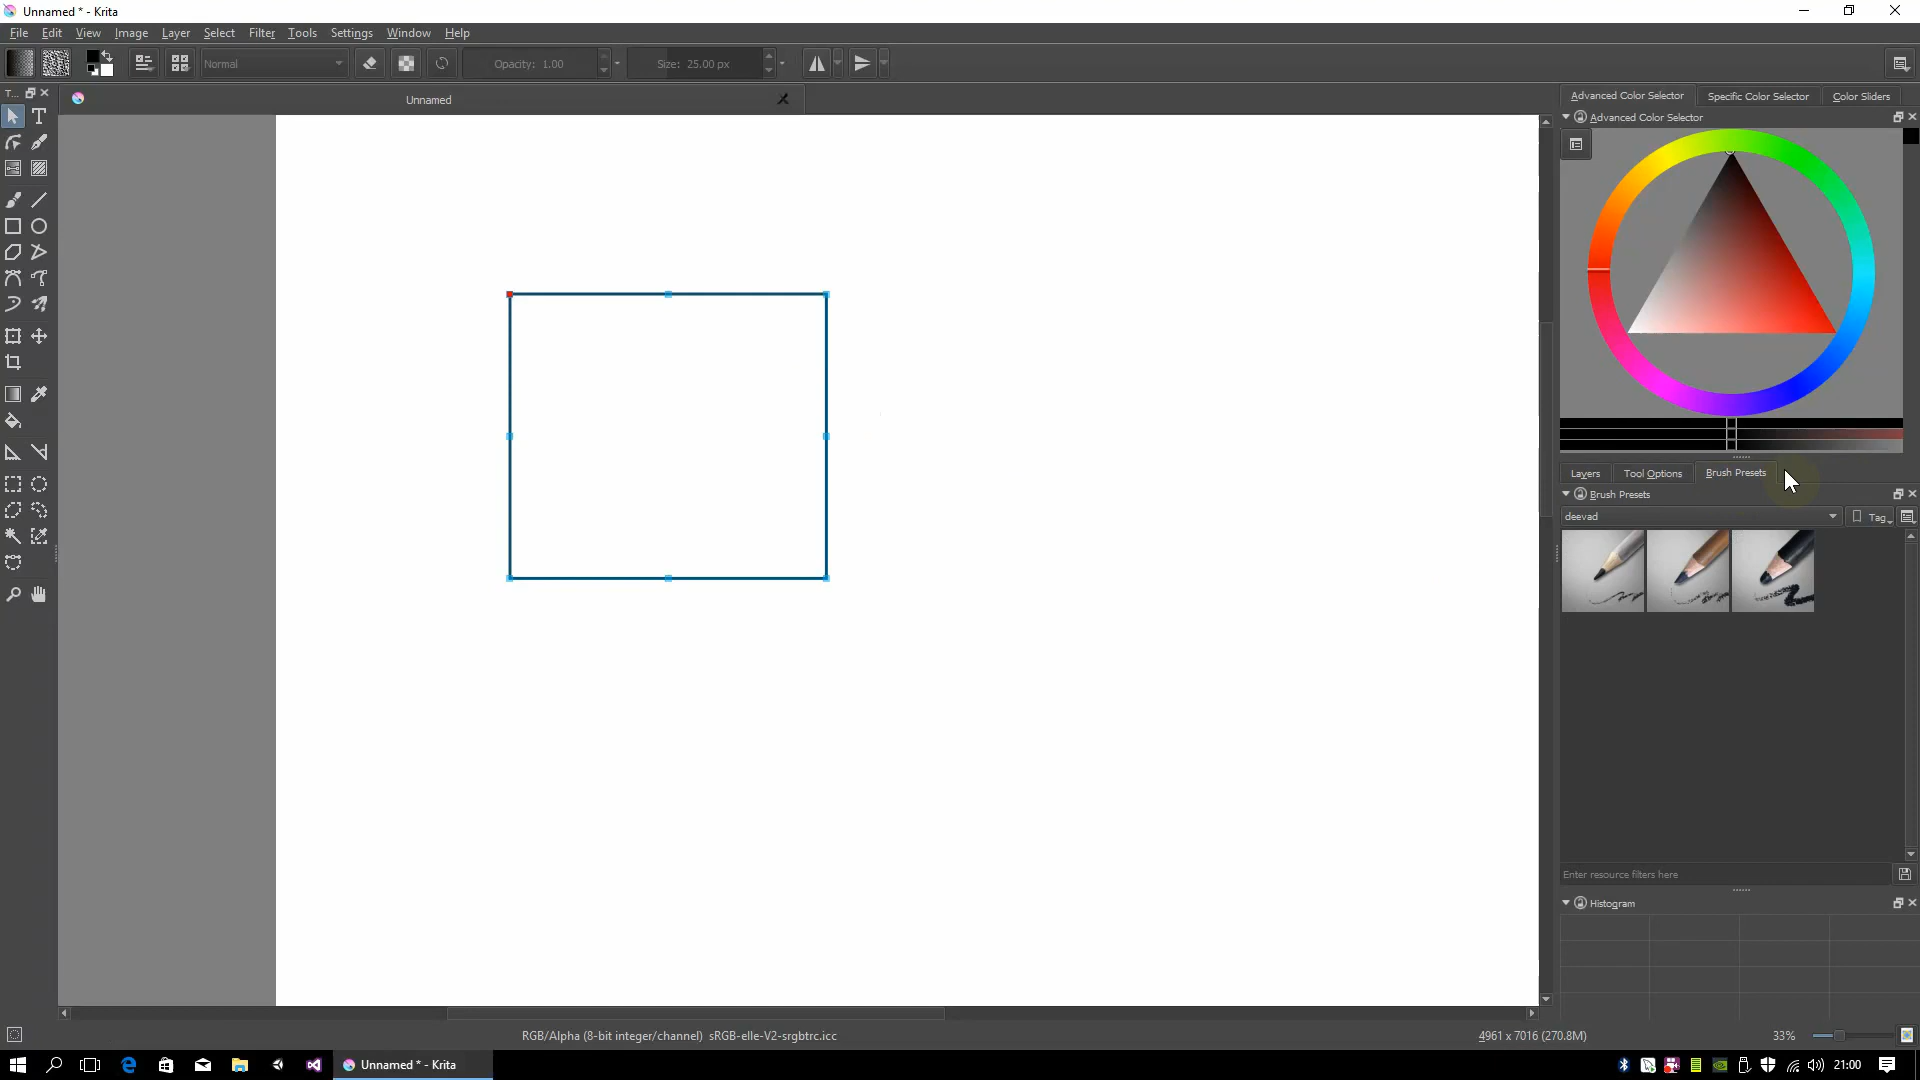 Unnamed * - Krita
File Edit View Image Layer Select Filter Tools Settings Window Help
Normal Opacity: 1.00 Size: 25.00 px
T...
Unnamed
Advanced Color Selector Specific Color Selector Color Sliders
Advanced Color Selector
Layers Tool Options Brush Presets
Brush Presets
deevad Tag
Enter resource filters here
Histogram
RGB/Alpha (8-bit integer/channel) sRGB-elle-V2-srgbtrc.icc 4961 x 7016 (270.8M) 33%
Unnamed * - Krita 21:00